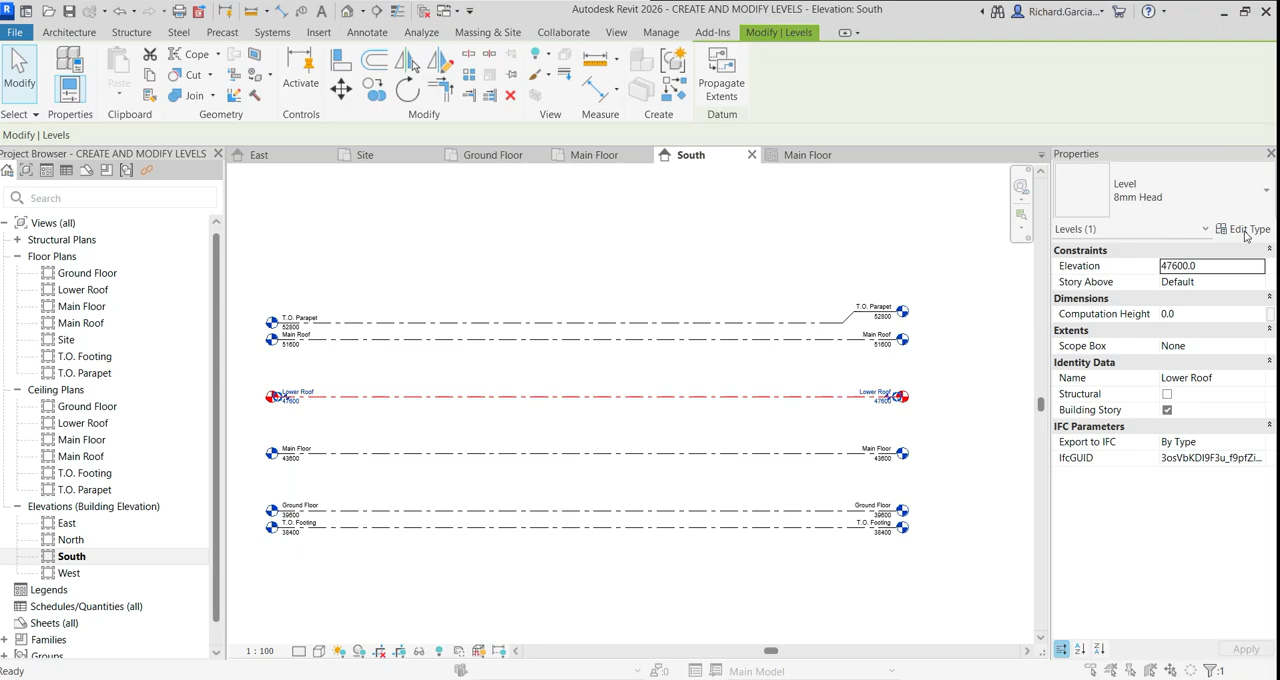 Autodesk Revit 2026 - CREATE AND MODIFY LEVELS - Elevation: South
Richard.Garcia...
File Architecture Structure Steel Precast Systems Insert Annotate Analyze Massing & Site Collaborate View Manage Add-Ins Modify | Levels
Cope
Cut
Join
Modify
Paste
Activate
Propagate
Extents
Select Properties Clipboard Geometry Controls Modify View Measure Create Datum
Modify | Levels
Project Browser - CREATE AND MODIFY LEVELS
East Site Ground Floor Main Floor South Main Floor
Search
Views (all)
Structural Plans
Floor Plans
Ground Floor
Lower Roof
Main Floor
Main Roof
Site
T.O. Footing
T.O. Parapet
Ceiling Plans
Ground Floor
Lower Roof
Main Floor
Main Roof
T.O. Footing
T.O. Parapet
Elevations (Building Elevation)
East
North
South
West
Legends
Schedules/Quantities (all)
Sheets (all)
Families
Groups
T.O. Parapet
52800
Main Roof
51600
Lower Roof
47600
Main Floor
43600
Ground Floor
39600
T.O. Footing
38400
T.O. Parapet
52800
Main Roof
51600
Lower Roof
47600
Main Floor
43600
Ground Floor
39600
T.O. Footing
38400
1 : 100
Properties
Level
8mm Head
Levels (1) Edit Type
Constraints
Elevation 47600.0
Story Above Default
Dimensions
Computation Height 0.0
Extents
Scope Box None
Identity Data
Name Lower Roof
Structural
Building Story
IFC Parameters
Export to IFC By Type
IfcGUID 3osVbKDI9F3u_f9pfZi...
Apply
Ready
:0
Main Model
:1